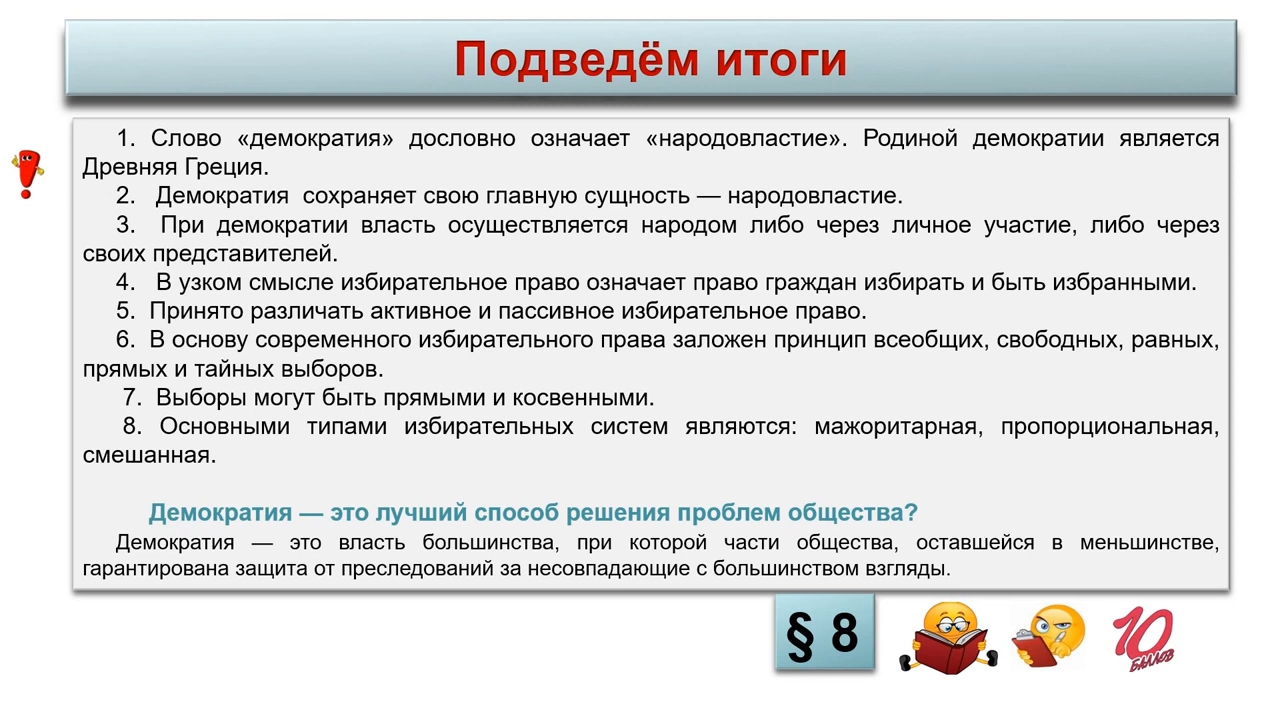 Подведём итоги
1. Слово «демократия» дословно означает «народовластие». Родиной демократии является
Древняя Греция.
2. Демократия сохраняет свою главную сущность — народовластие.
3. При демократии власть осуществляется народом либо через личное участие, либо через
своих представителей.
4. В узком смысле избирательное право означает право граждан избирать и быть избранными.
5. Принято различать активное и пассивное избирательное право.
6. В основу современного избирательного права заложен принцип всеобщих, свободных, равных,
прямых и тайных выборов.
7. Выборы могут быть прямыми и косвенными.
8. Основными типами избирательных систем являются: мажоритарная, пропорциональная,
смешанная.
Демократия — это лучший способ решения проблем общества?
Демократия — это власть большинства, при которой части общества, оставшейся в меньшинстве,
гарантирована защита от преследований за несовпадающие с большинством взгляды.
§ 8
10
БАЛЛОВ